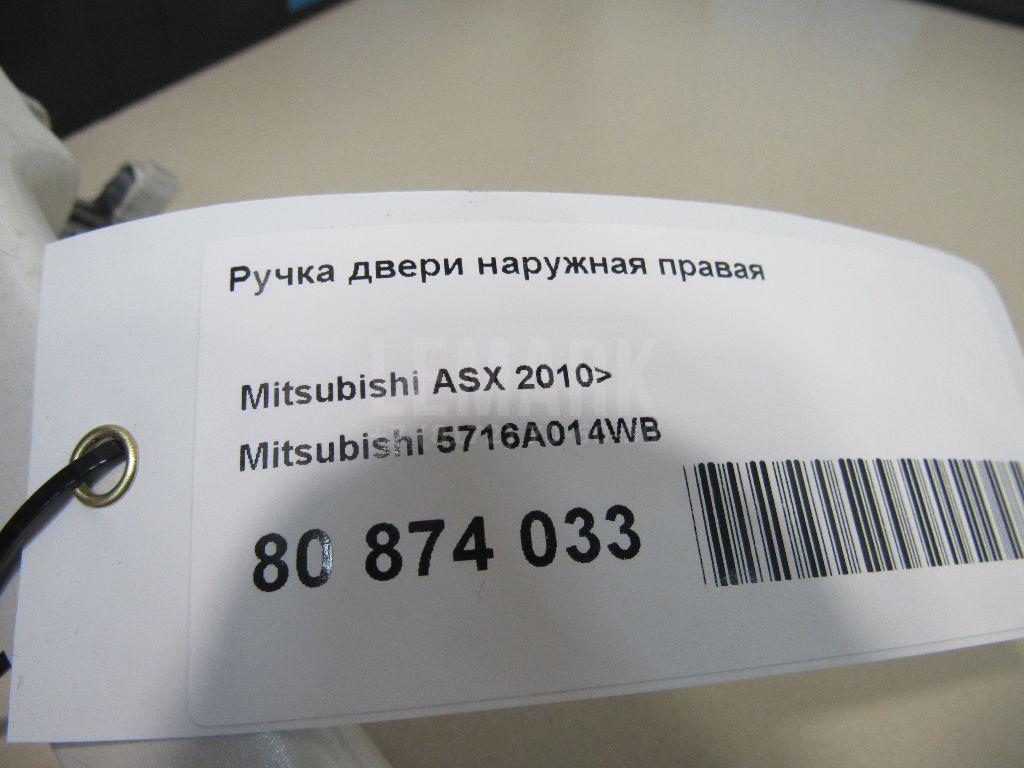 Ручка двери наружная правая
LEMARK
Mitsubishi ASX 2010>
Mitsubishi 5716A014WB
80 874 033